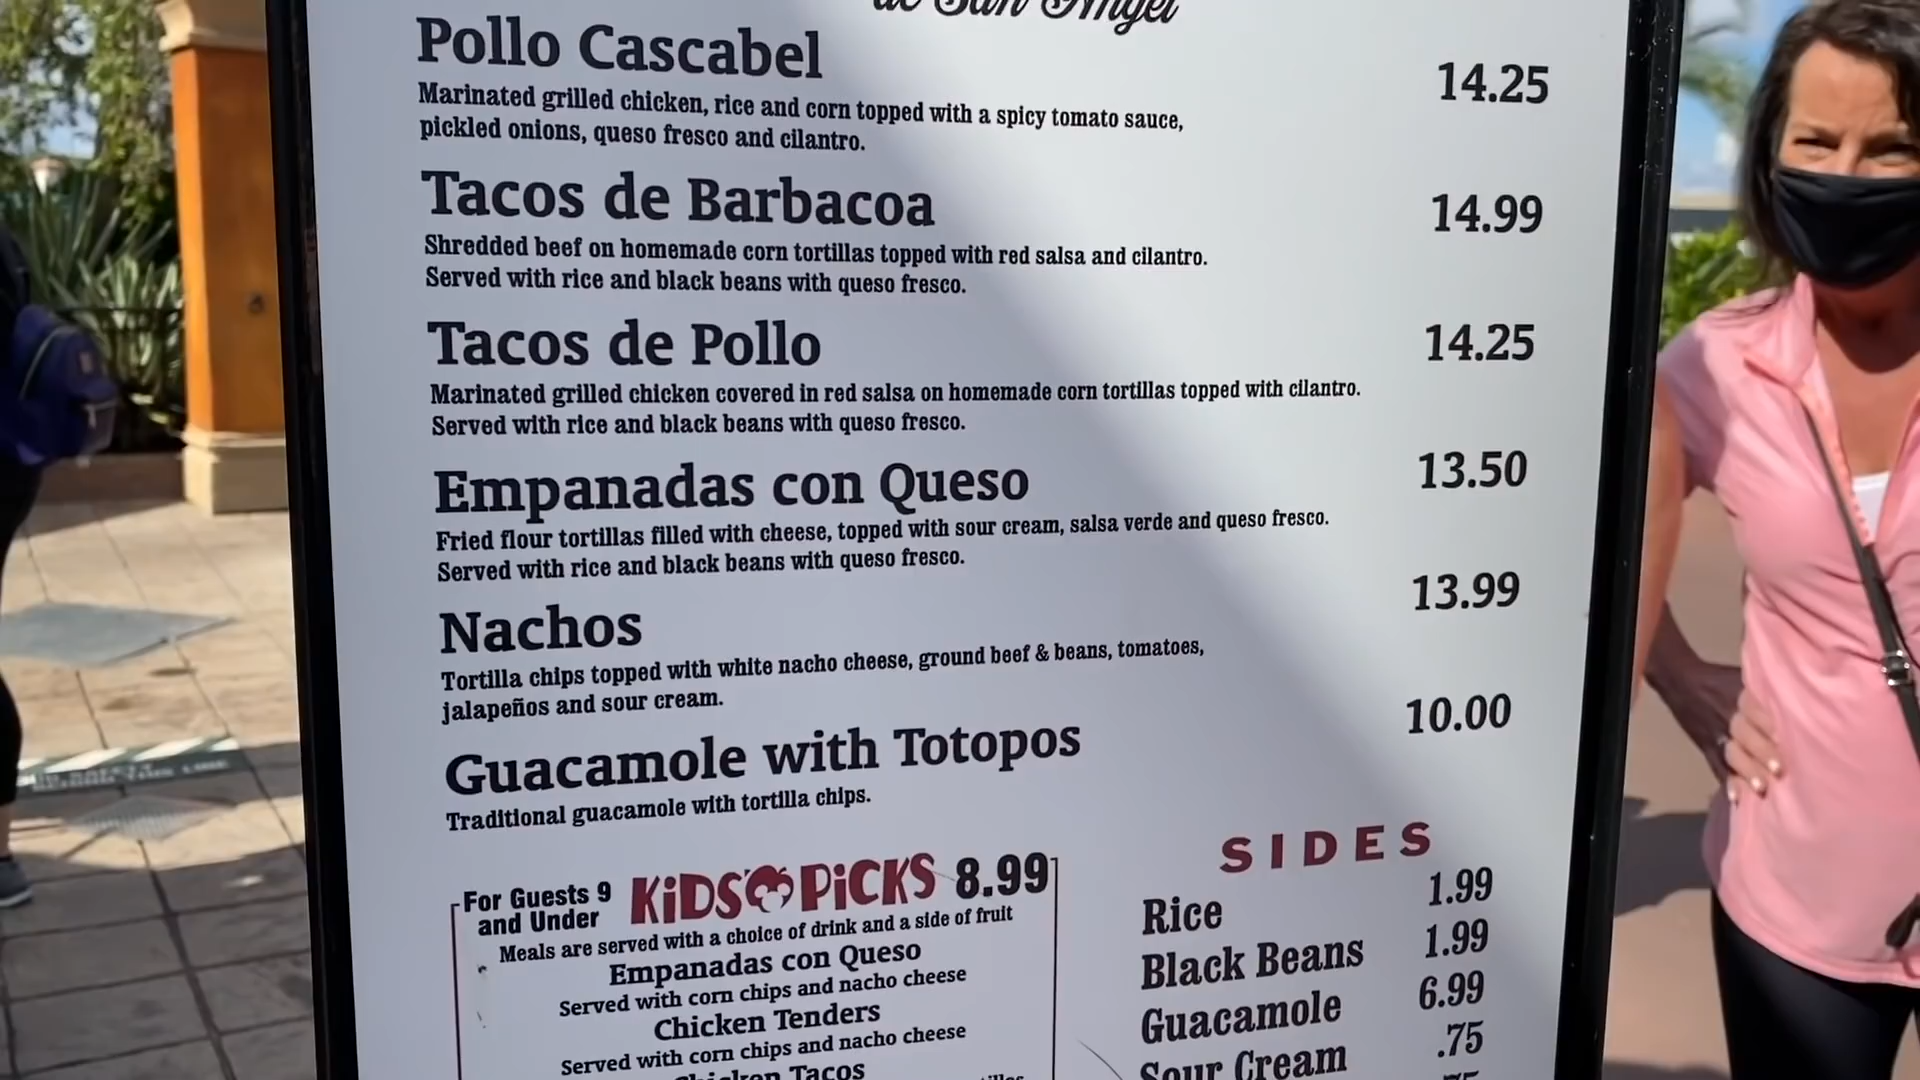 de San Angel
Pollo Cascabel 14.25
Marinated grilled chicken, rice and corn topped with a spicy tomato sauce,
pickled onions, queso fresco and cilantro.
Tacos de Barbacoa 14.99
Shredded beef on homemade corn tortillas topped with red salsa and cilantro.
Served with rice and black beans with queso fresco.
Tacos de Pollo 14.25
Marinated grilled chicken covered in red salsa on homemade corn tortillas topped with cilantro.
Served with rice and black beans with queso fresco.
Empanadas con Queso 13.50
Fried flour tortillas filled with cheese, topped with sour cream, salsa verde and queso fresco.
Served with rice and black beans with queso fresco.
Nachos 13.99
Tortilla chips topped with white nacho cheese, ground beef & beans, tomatoes,
jalapeños and sour cream.
Guacamole with Totopos 10.00
Traditional guacamole with tortilla chips.
For Guests 9
and Under
KiDS' PiCKS 8.99
Meals are served with a choice of drink and a side of fruit
Empanadas con Queso
Served with corn chips and nacho cheese
Chicken Tenders
Served with corn chips and nacho cheese
Chicken Tacos
SIDES
Rice 1.99
Black Beans 1.99
Guacamole 6.99
Sour Cream .75